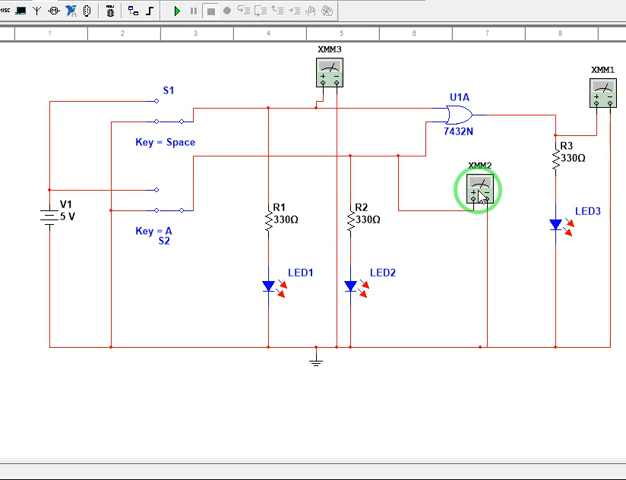 MISC
1 2 3 4 5 6 7 8
XMM3
XMM1
S1
U1A
7432N
Key = Space
R3
330Ω
XMM2
V1
5 V
R1
330Ω
R2
330Ω
LED3
Key = A
S2
LED1
LED2